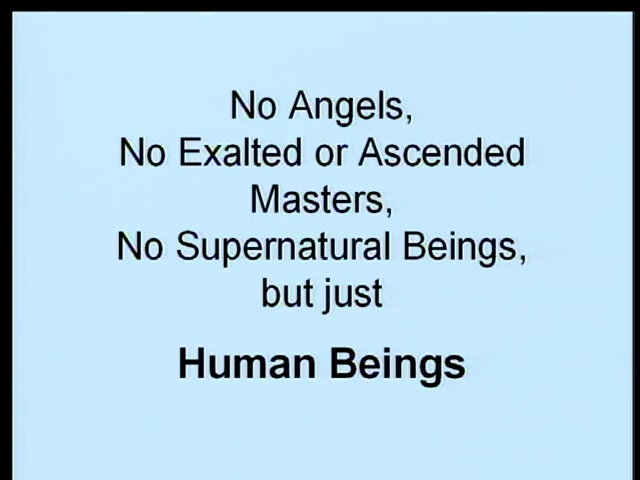 No Angels,
No Exalted or Ascended
Masters,
No Supernatural Beings,
but just
Human Beings